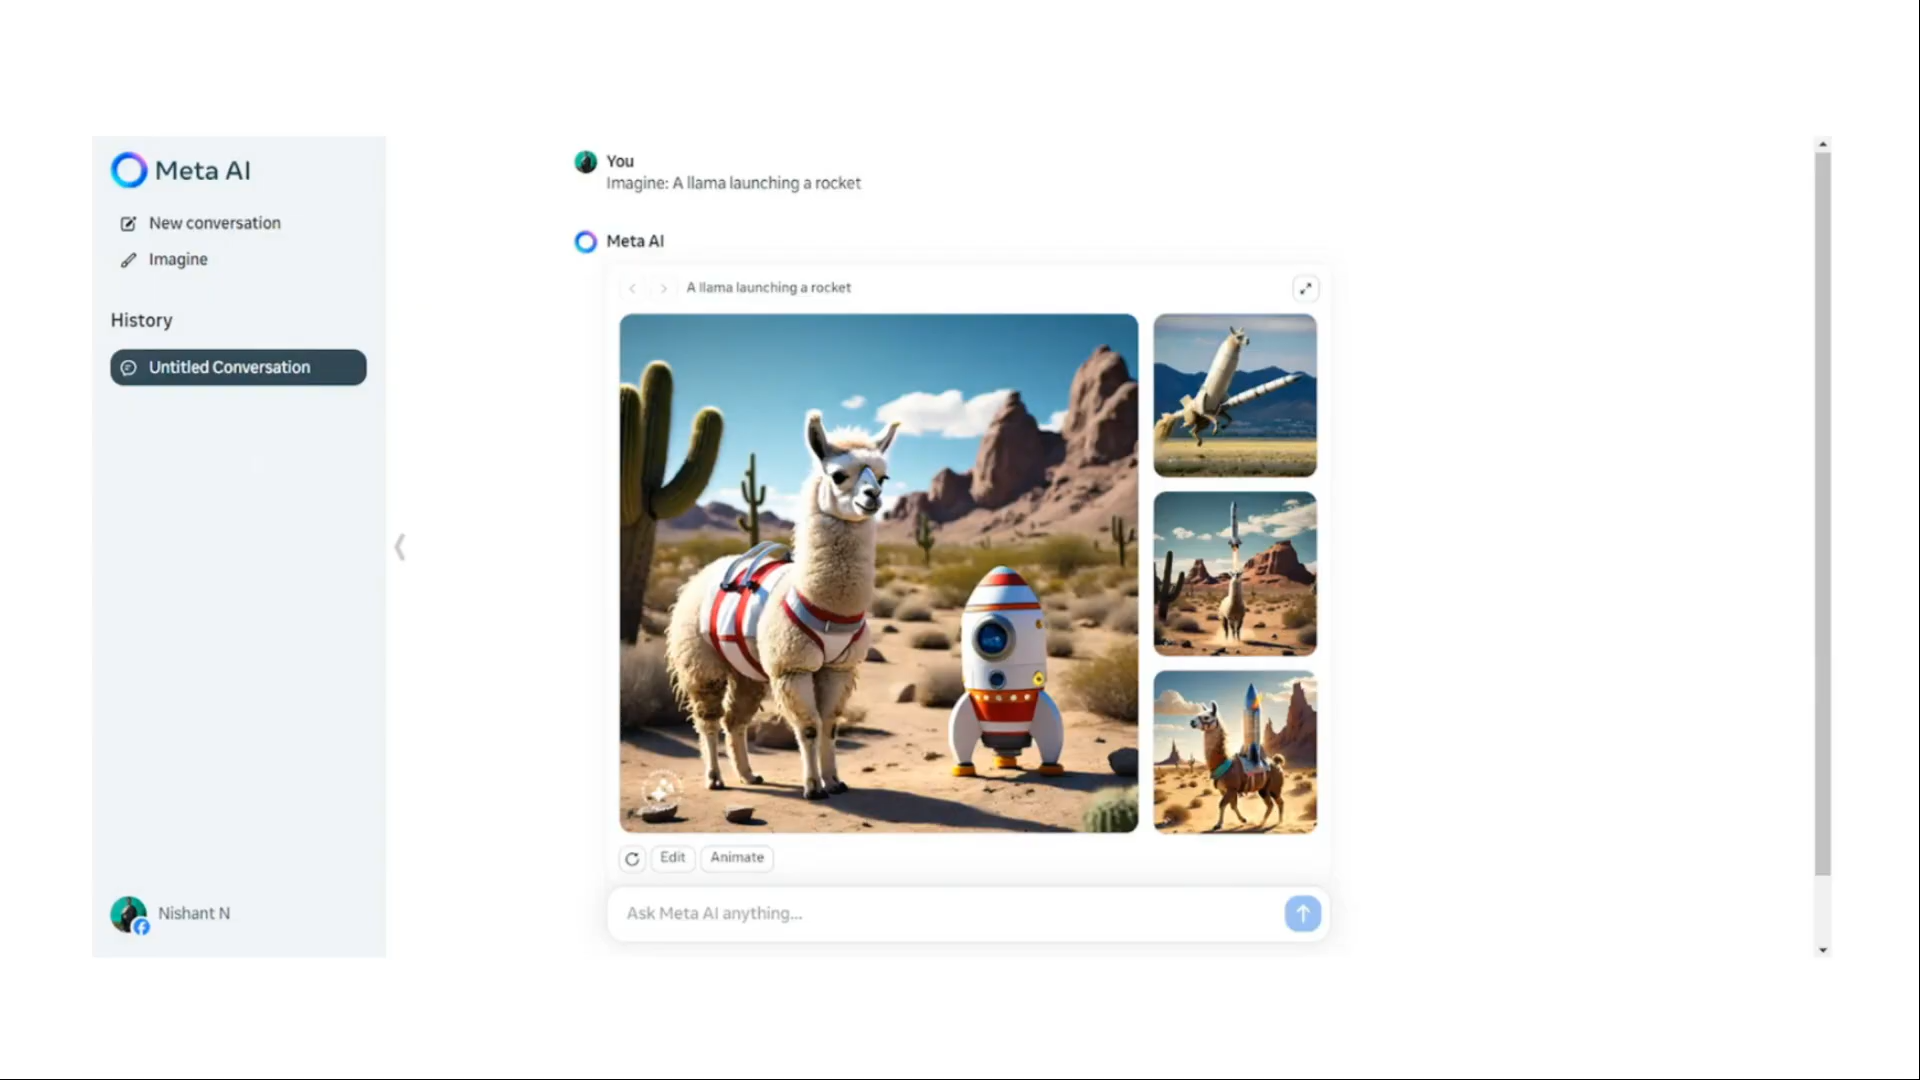 Meta AI
New conversation
Imagine
History
Untitled Conversation
Nishant N
You
Imagine: A llama launching a rocket
Meta AI
A llama launching a rocket
Edit
Animate
Ask Meta AI anything...